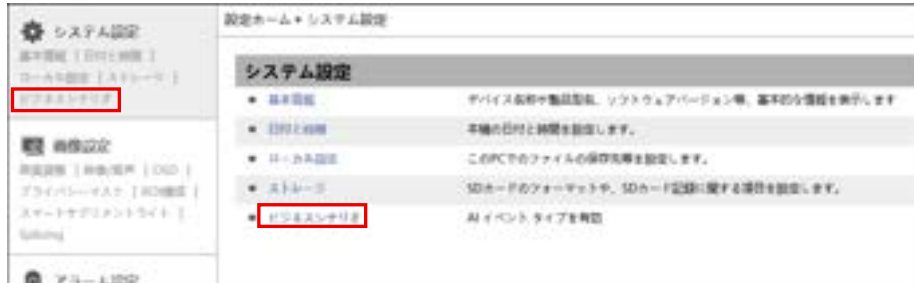 システム設定
基本情報 | 日付と時間 |
ローカル設定 | ストレージ |
ビジネスシナリオ
画像設定
画質調整 | 映像/音声 | OSD |
プライバシーマスク | ROI機能 |
スマートサプリメントライト |
Splicing
アラーム設定
設定ホーム • システム設定
システム設定
• 基本情報 デバイス名称や製品型名、ソフトウェアバージョン等、基本的な情報を表示します
• 日付と時間 本機の日付と時間を設定します。
• ローカル設定 このPCでのファイルの保存先等を設定します。
• ストレージ SDカードのフォーマットや、SDカード記録に関する項目を設定します。
• ビジネスシナリオ AI イベント タイプを有効